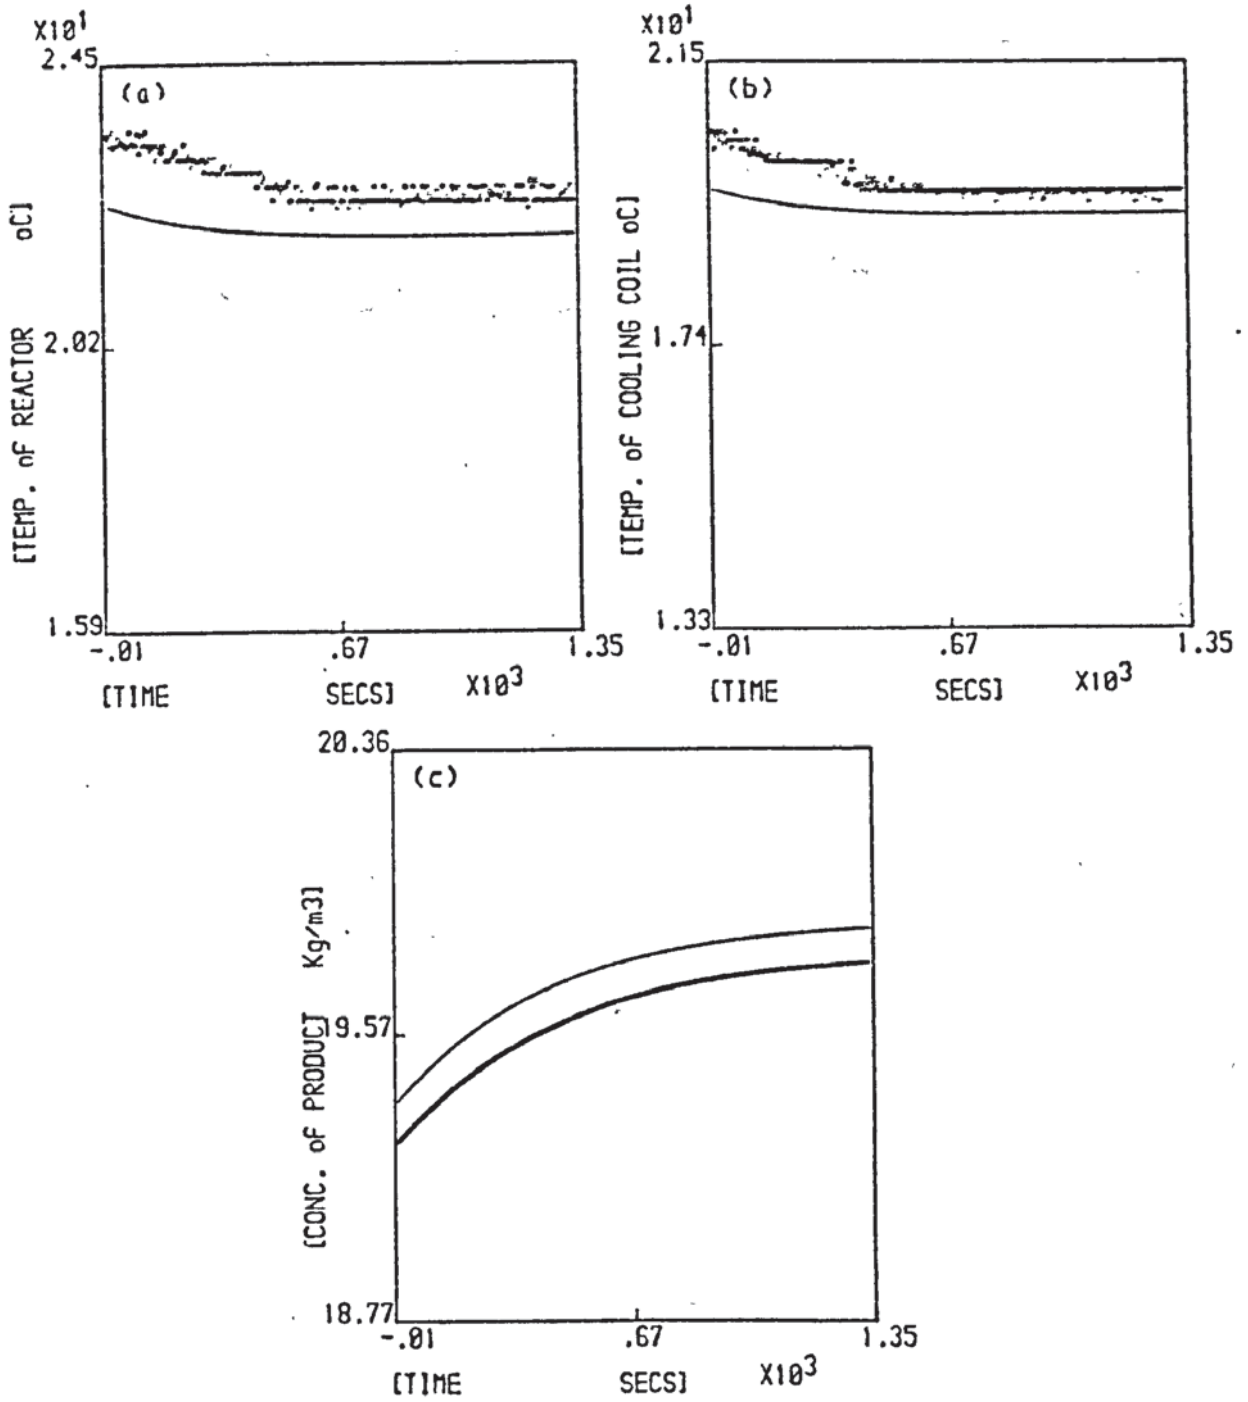 X10¹
2.45
(a)
[TEMP. of REACTOR oC]
2.02
1.59
-.01
.67
1.35
[TIME SECS] X10³
X10¹
2.15
(b)
[TEMP. of COOLING COIL oC]
1.74
1.33
-.01
.67
1.35
[TIME SECS] X10³
20.36
(c)
[CONC. of PRODUCT Kg/m3]
19.57
18.77
-.01
.67
1.35
[TIME SECS] X10³